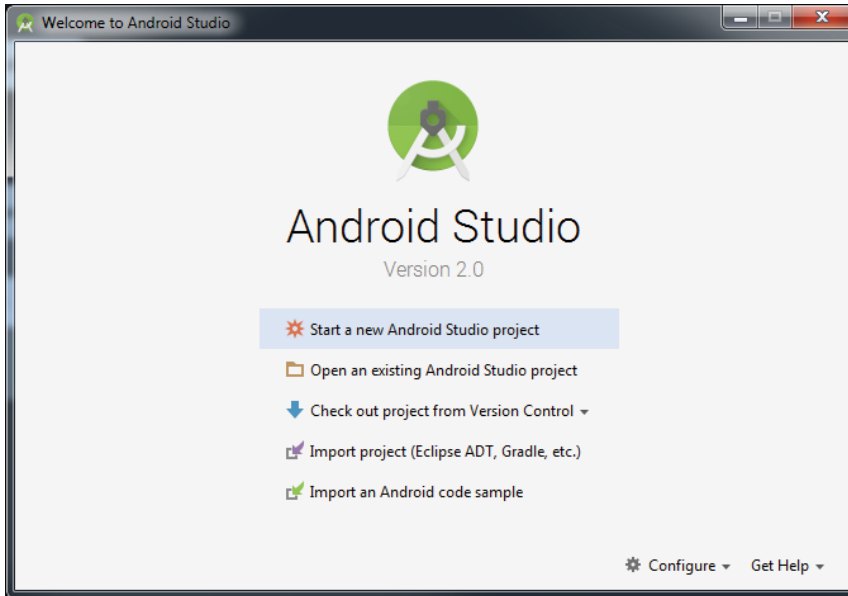 Welcome to Android Studio
Android Studio
Version 2.0
Start a new Android Studio project
Open an existing Android Studio project
Check out project from Version Control
Import project (Eclipse ADT, Gradle, etc.)
Import an Android code sample
Configure Get Help